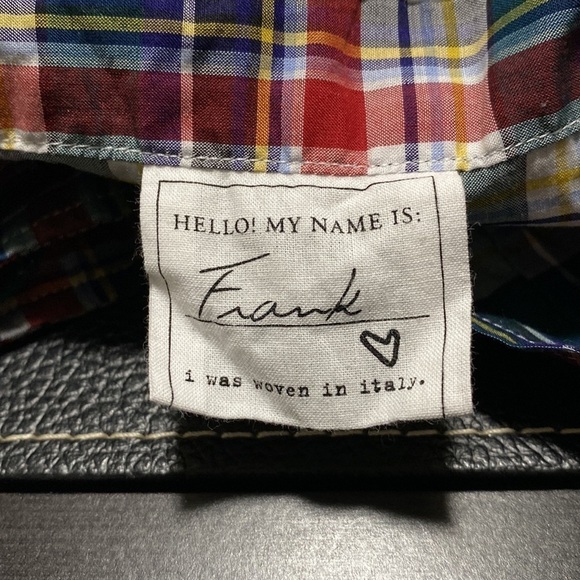 HELLO! MY NAME IS:
Frank
i was woven in italy.